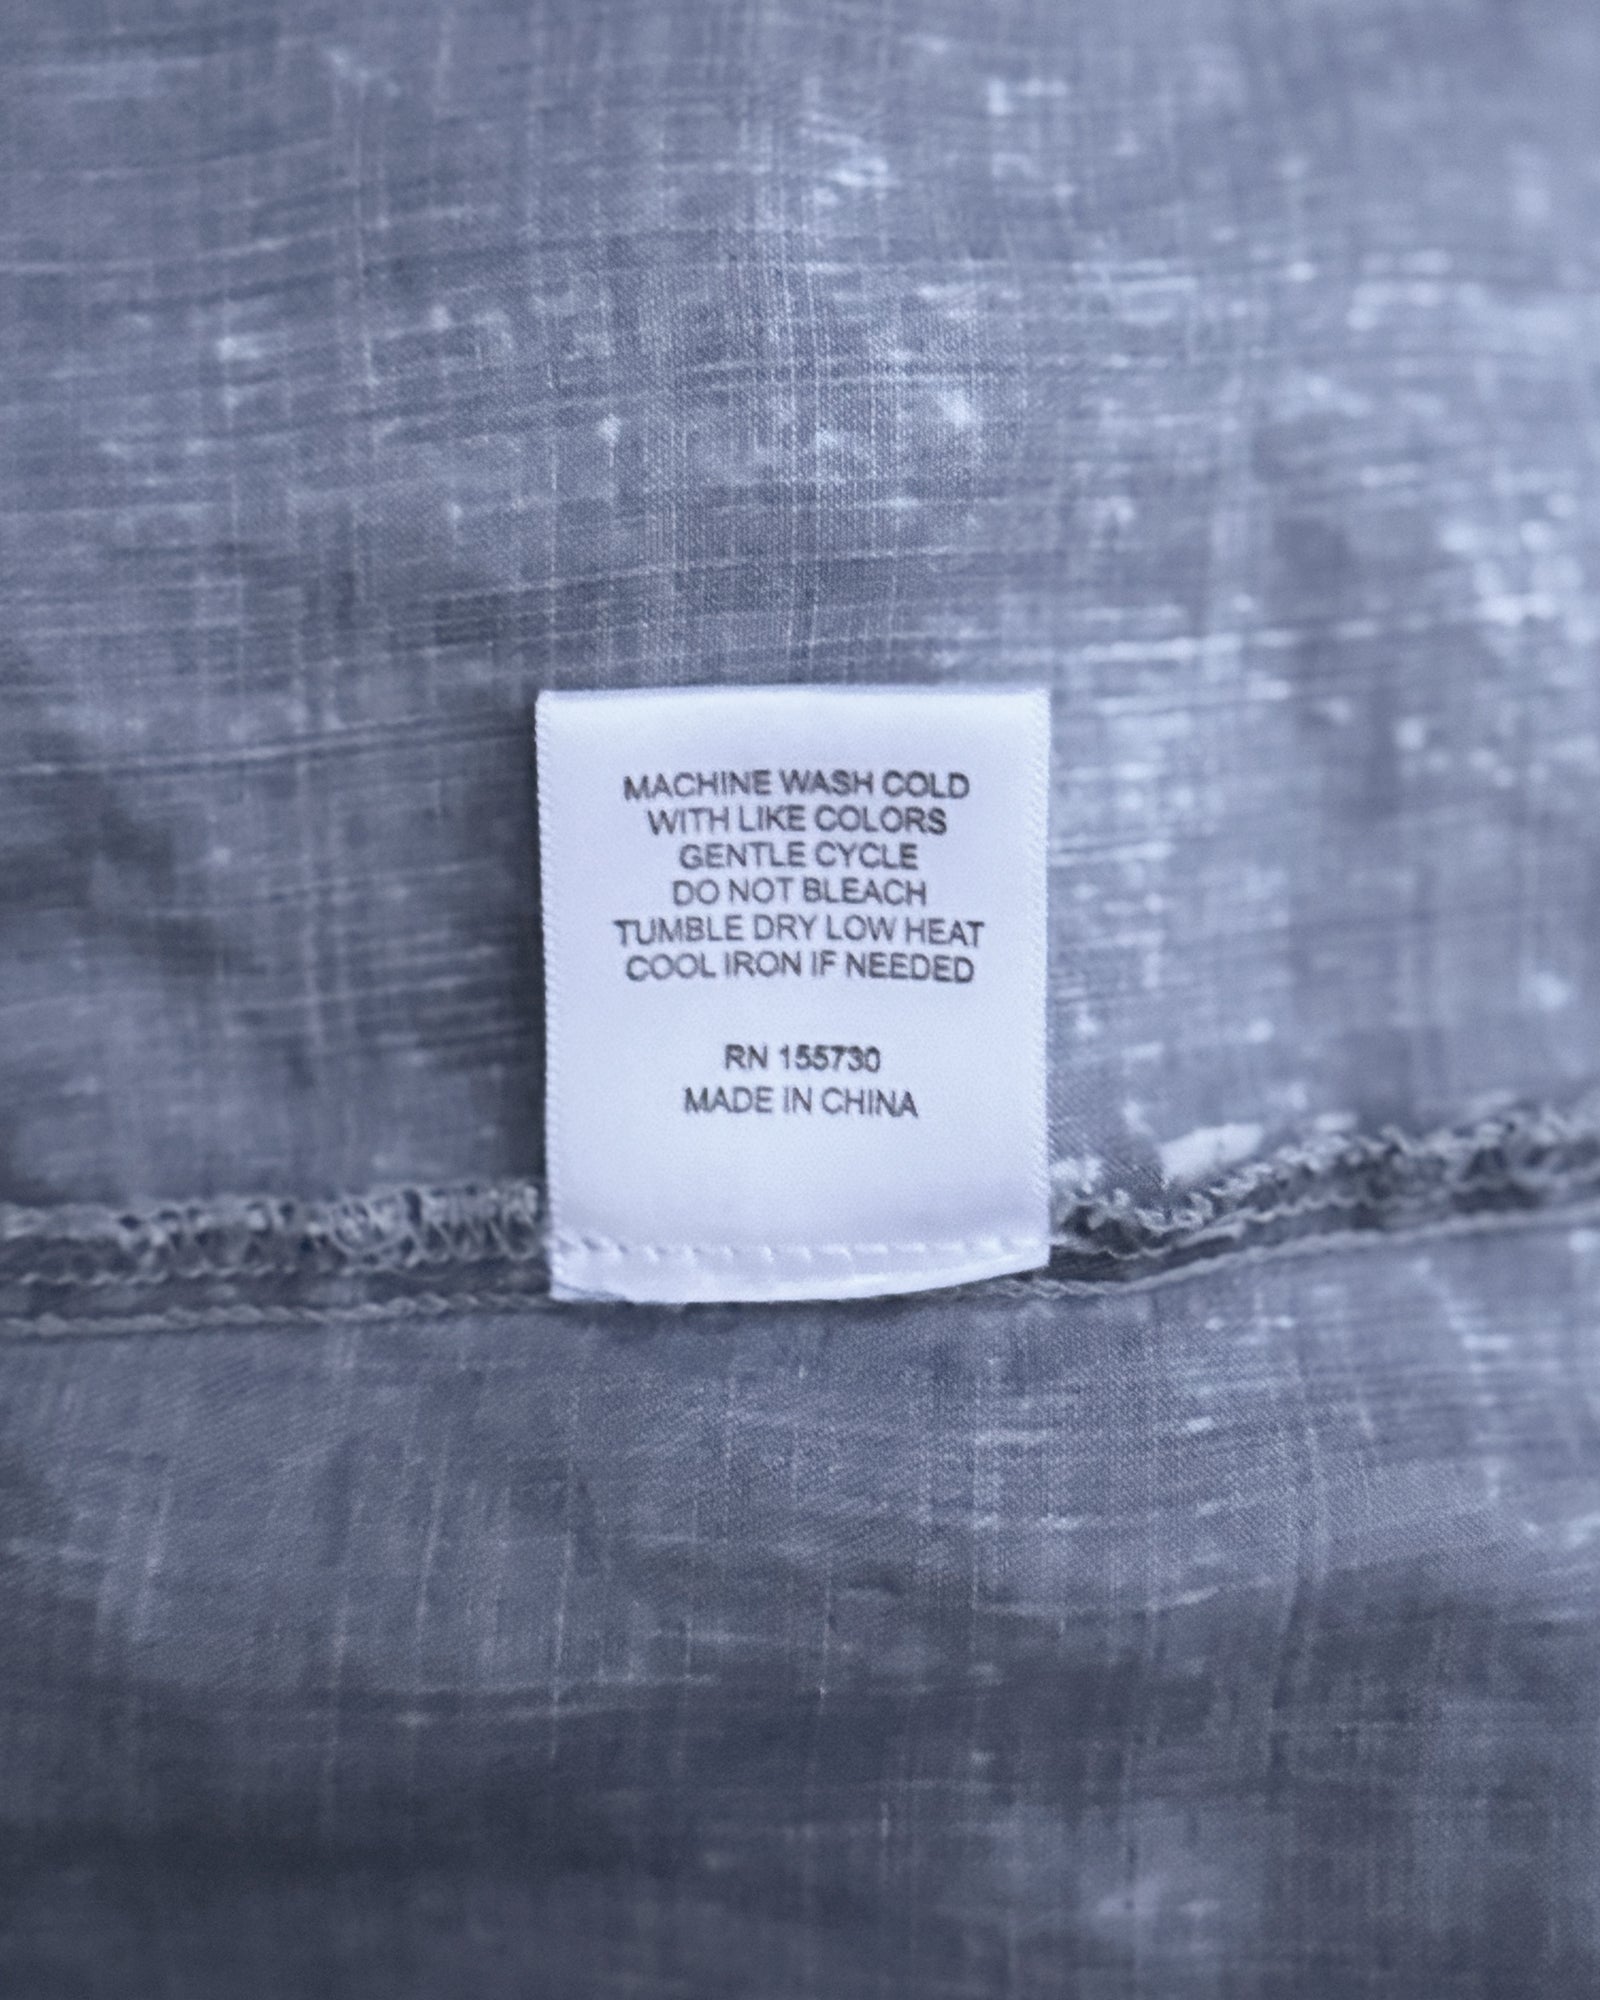 MACHINE WASH COLD
WITH LIKE COLORS
GENTLE CYCLE
DO NOT BLEACH
TUMBLE DRY LOW HEAT
COOL IRON IF NEEDED
RN 155730
MADE IN CHINA